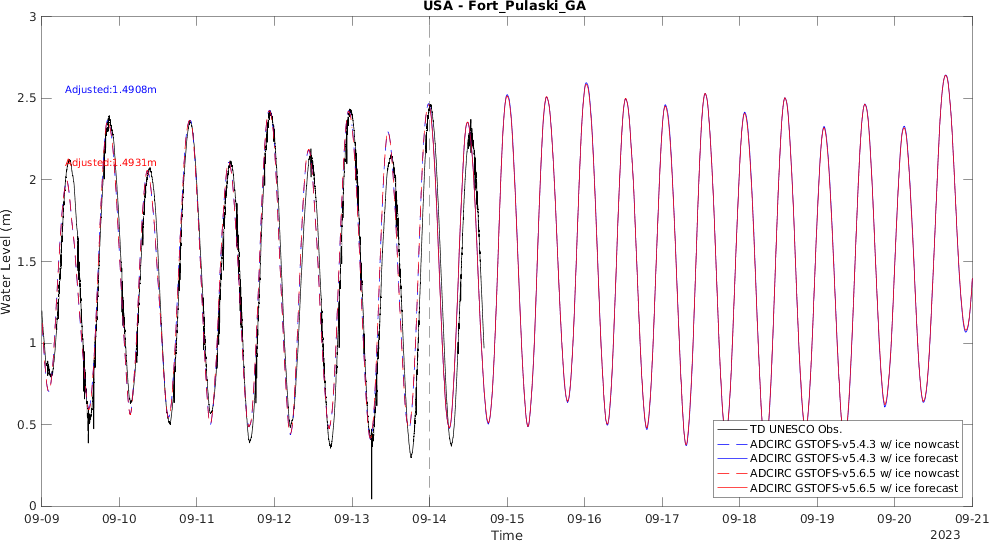 USA - Fort_Pulaski_GA
3
2.5
2
1.5
1
0.5
0
Water Level (m)
Adjusted:1.4908m
Adjusted:1.4931m
TD UNESCO Obs.
ADCIRC GSTOFS-v5.4.3 w/ ice nowcast
ADCIRC GSTOFS-v5.4.3 w/ ice forecast
ADCIRC GSTOFS-v5.6.5 w/ ice nowcast
ADCIRC GSTOFS-v5.6.5 w/ ice forecast
09-09 09-10 09-11 09-12 09-13 09-14 09-15 09-16 09-17 09-18 09-19 09-20 09-21
Time
2023